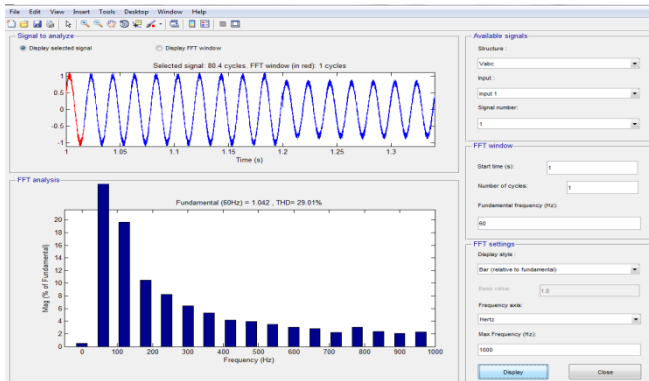 File Edit View Insert Tools Desktop Window Help
Signal to analyze
Display selected signal
Display FFT window
Selected signal: 80.4 cycles. FFT window (in red): 1 cycles
1
0.5
0
-0.5
-1
1 1.05 1.1 1.15 1.2 1.25 1.3
Time (s)
FFT analysis
Fundamental (60Hz) = 1.042 , THD= 29.01%
Mag (% of Fundamental)
20
18
16
14
12
10
8
6
4
2
0
0 100 200 300 400 500 600 700 800 900 1000
Frequency (Hz)
Available signals
Structure :
Vabc
Input :
input 1
Signal number:
1
FFT window
Start time (s): 1
Number of cycles: 1
Fundamental frequency (Hz):
60
FFT settings
Display style :
Bar (relative to fundamental)
Base value: 1.0
Frequency axis:
Hertz
Max Frequency (Hz):
1000
Display
Close